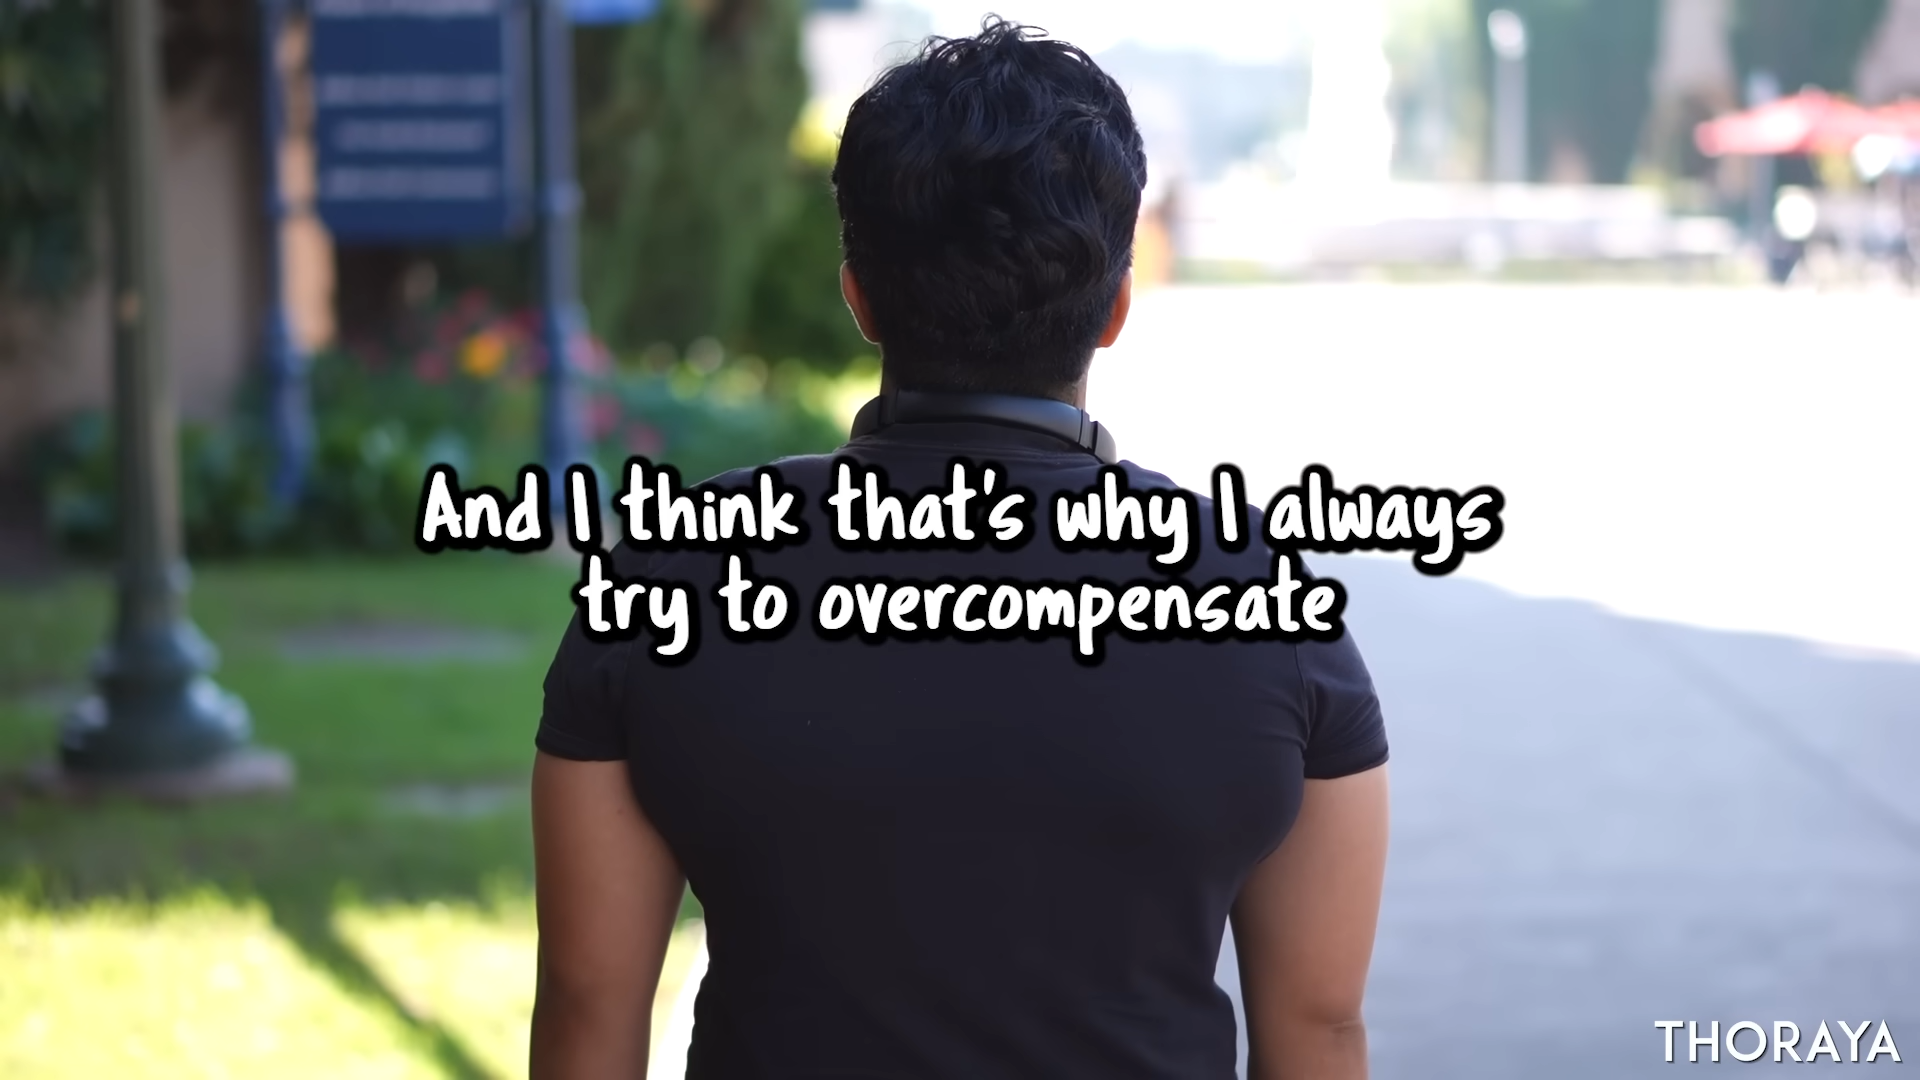 And I think that's why I always
try to overcompensate
THORAYA